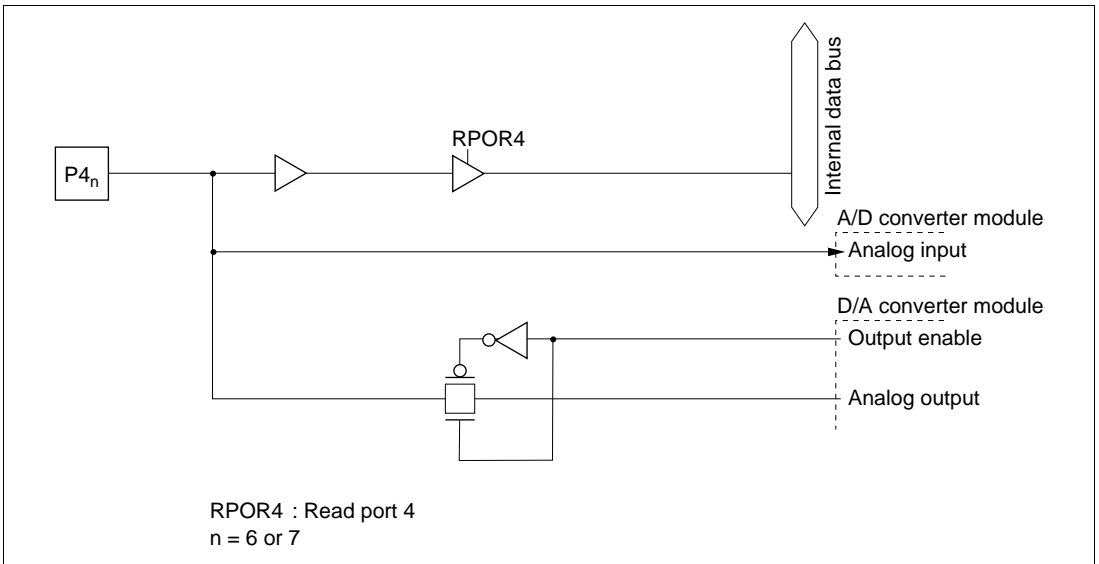 RPOR4
P4n
Internal data bus
A/D converter module
Analog input
D/A converter module
Output enable
Analog output
RPOR4 : Read port 4
n = 6 or 7